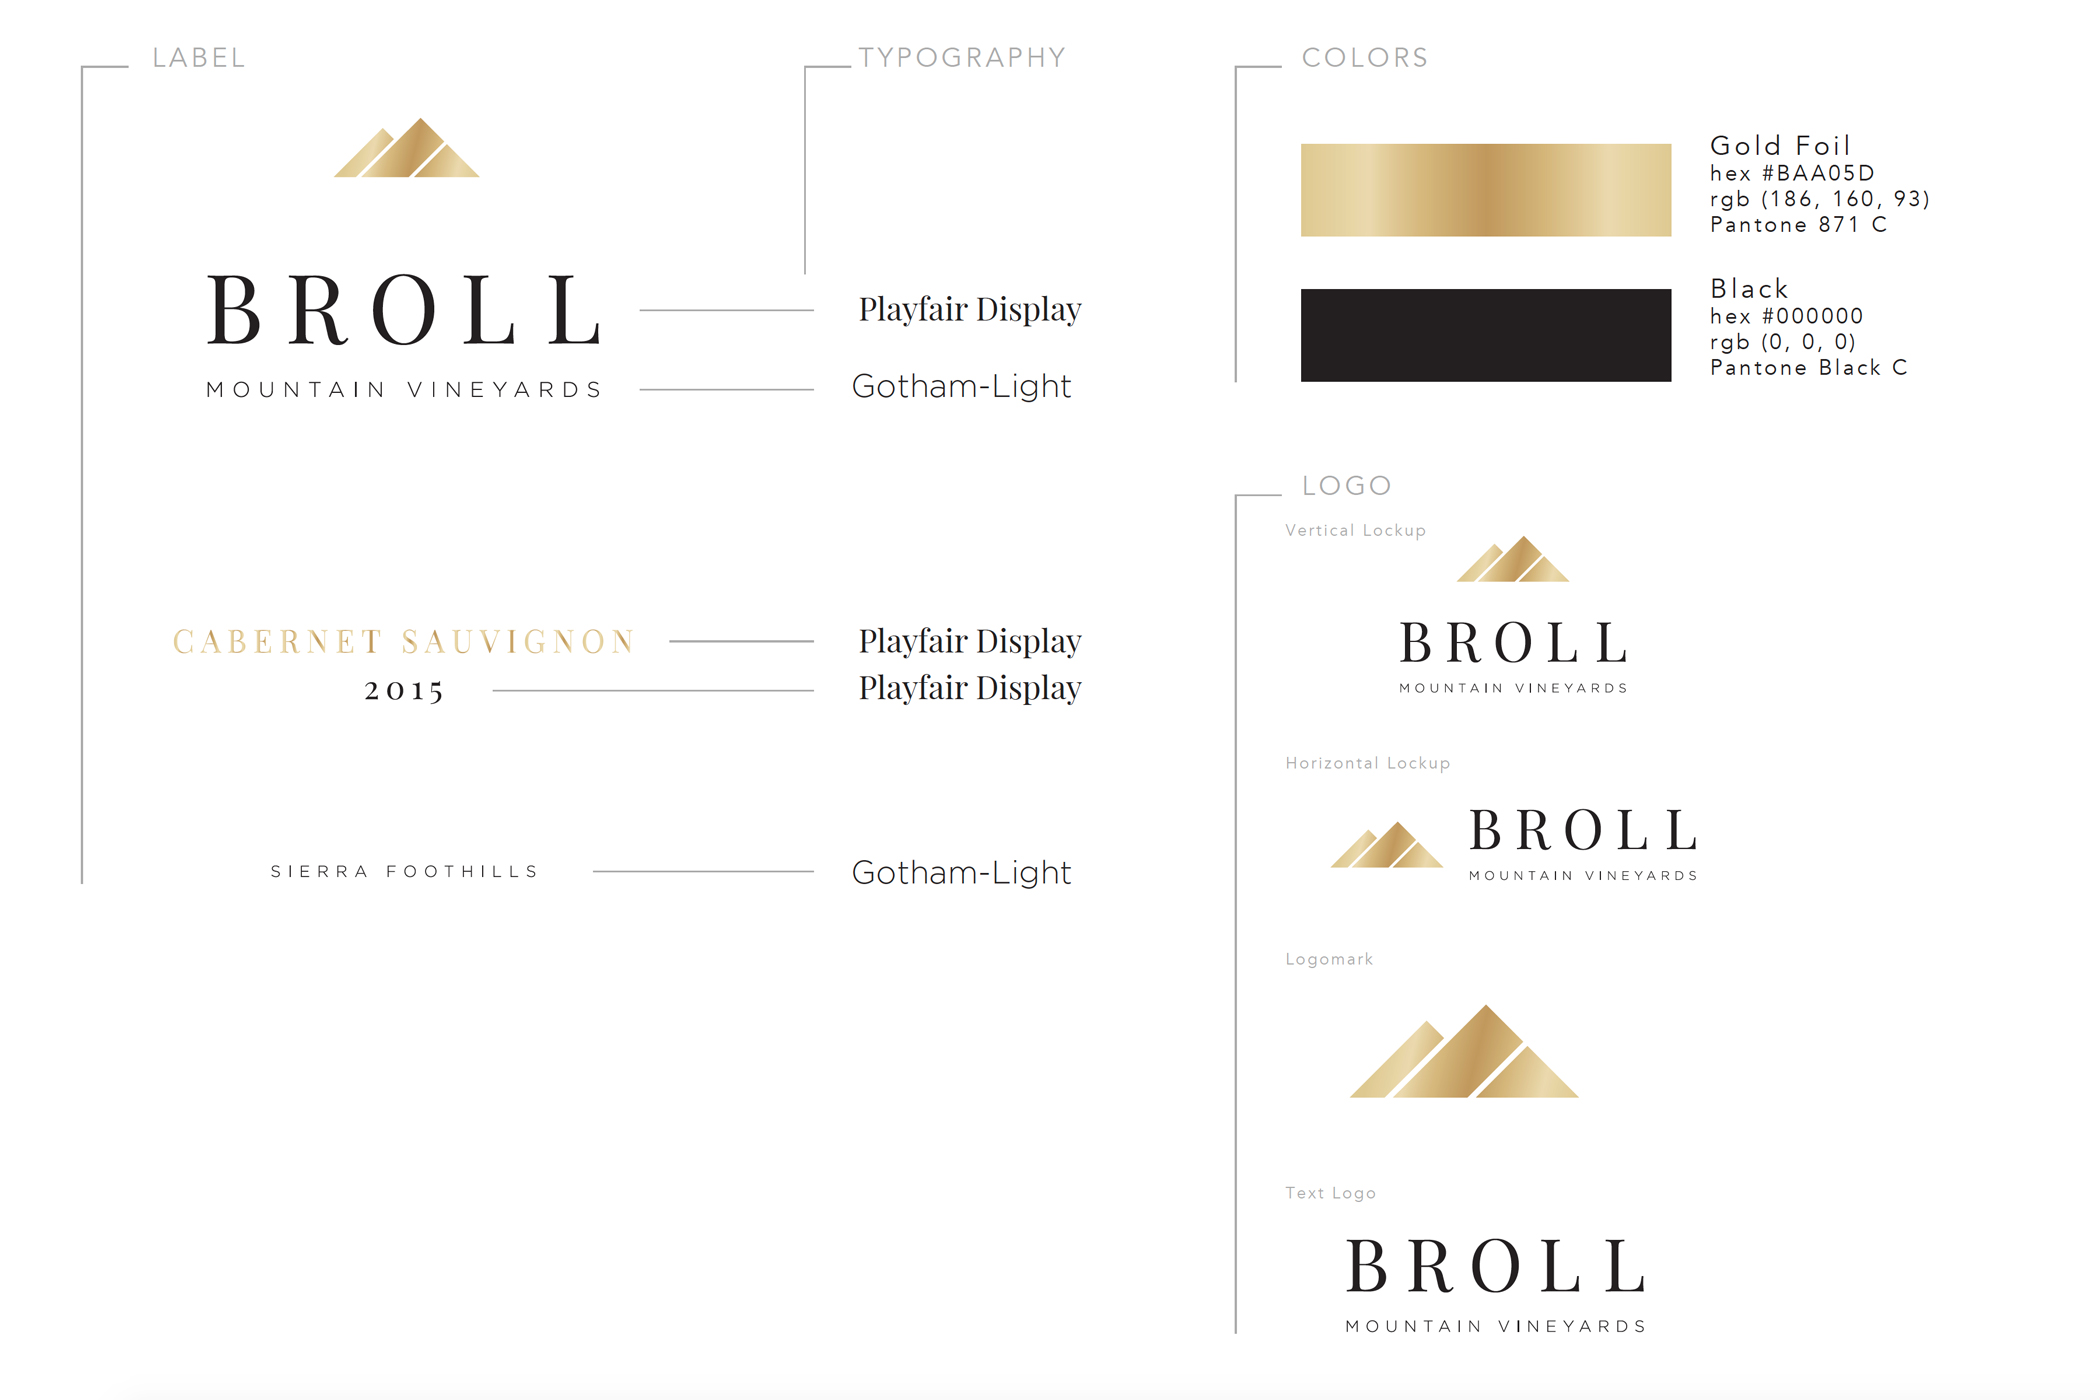 LABEL
BROLL
MOUNTAIN VINEYARDS
CABERNET SAUVIGNON
2015
SIERRA FOOTHILLS
TYPOGRAPHY
Playfair Display
Gotham-Light
Playfair Display
Playfair Display
Gotham-Light
COLORS
Gold Foil
hex #BAA05D
rgb (186, 160, 93)
Pantone 871 C
Black
hex #000000
rgb (0, 0, 0)
Pantone Black C
LOGO
Vertical Lockup
BROLL
MOUNTAIN VINEYARDS
Horizontal Lockup
BROLL
MOUNTAIN VINEYARDS
Logomark
Text Logo
BROLL
MOUNTAIN VINEYARDS